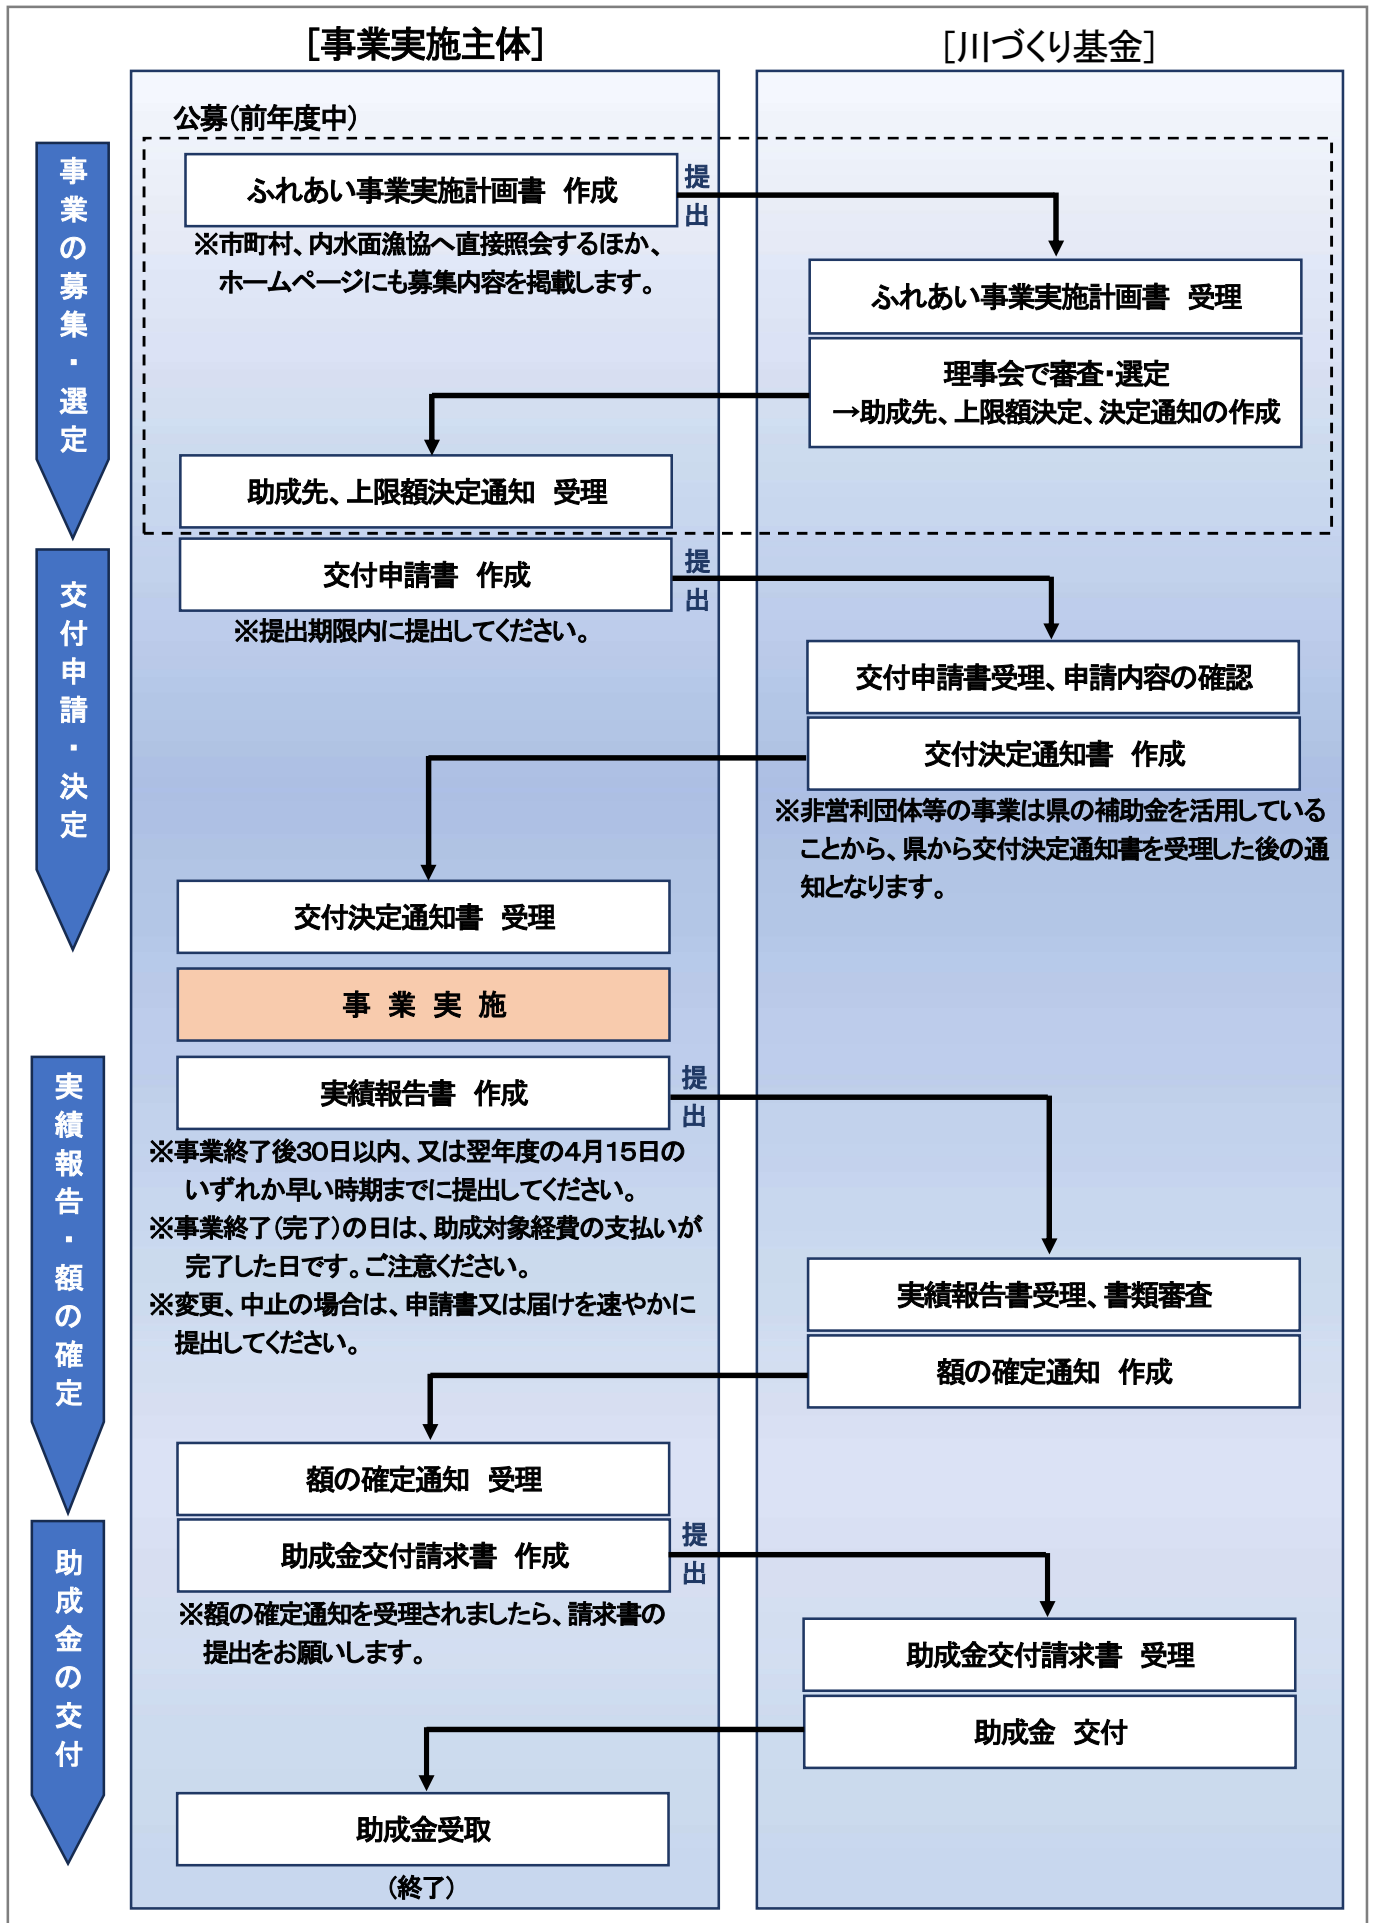 [事業実施主体]
[川づくり基金]
公募（前年度中）
事業の募集・選定
ふれあい事業実施計画書　作成
提出
※市町村、内水面漁協へ直接照会するほか、
ホームページにも募集内容を掲載します。
ふれあい事業実施計画書　受理
理事会で審査・選定
→助成先、上限額決定、決定通知の作成
助成先、上限額決定通知　受理
交付申請・決定
交付申請書　作成
提出
※提出期限内に提出してください。
交付申請書受理、申請内容の確認
交付決定通知書　作成
※非営利団体等の事業は県の補助金を活用している
ことから、県から交付決定通知書を受理した後の通
知となります。
交付決定通知書　受理
事　業　実　施
実績報告・額の確定
実績報告書　作成
提出
※事業終了後30日以内、又は翌年度の4月15日の
いずれか早い時期までに提出してください。
※事業終了（完了）の日は、助成対象経費の支払いが
完了した日です。ご注意ください。
※変更、中止の場合は、申請書又は届けを速やかに
提出してください。
実績報告書受理、書類審査
額の確定通知　作成
額の確定通知　受理
助成金の交付
助成金交付請求書　作成
提出
※額の確定通知を受理されましたら、請求書の
提出をお願いします。
助成金交付請求書　受理
助成金　交付
助成金受取
（終了）